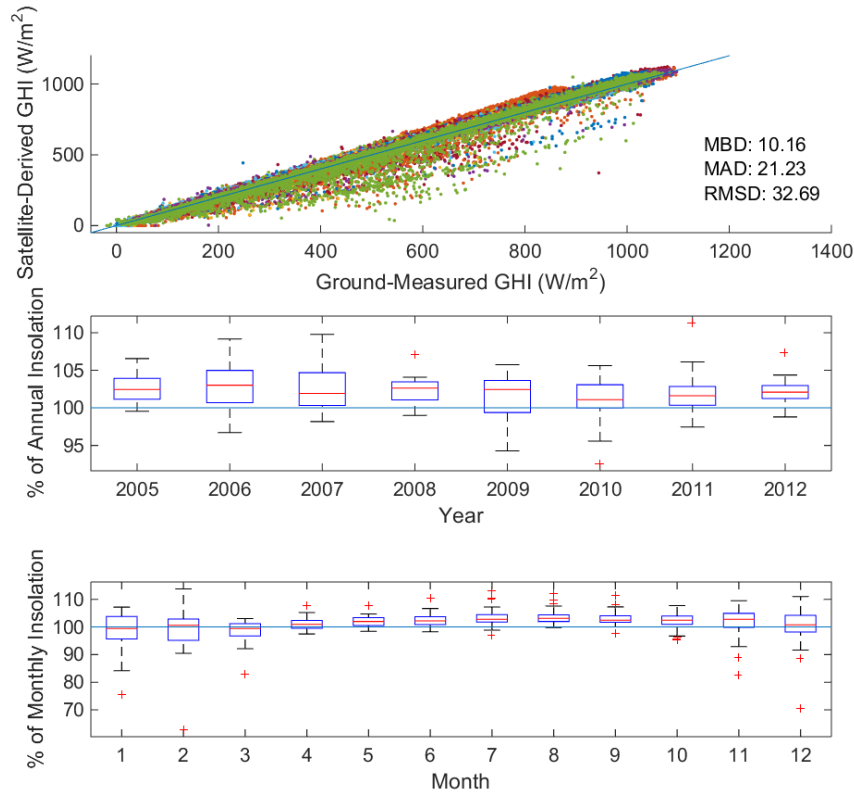 Satellite-Derived GHI (W/m²)
1000
500
0
MBD: 10.16
MAD: 21.23
RMSD: 32.69
0 200 400 600 800 1000 1200 1400
Ground-Measured GHI (W/m²)
% of Annual Insolation
110
105
100
95
2005 2006 2007 2008 2009 2010 2011 2012
Year
% of Monthly Insolation
110
100
90
80
70
1 2 3 4 5 6 7 8 9 10 11 12
Month